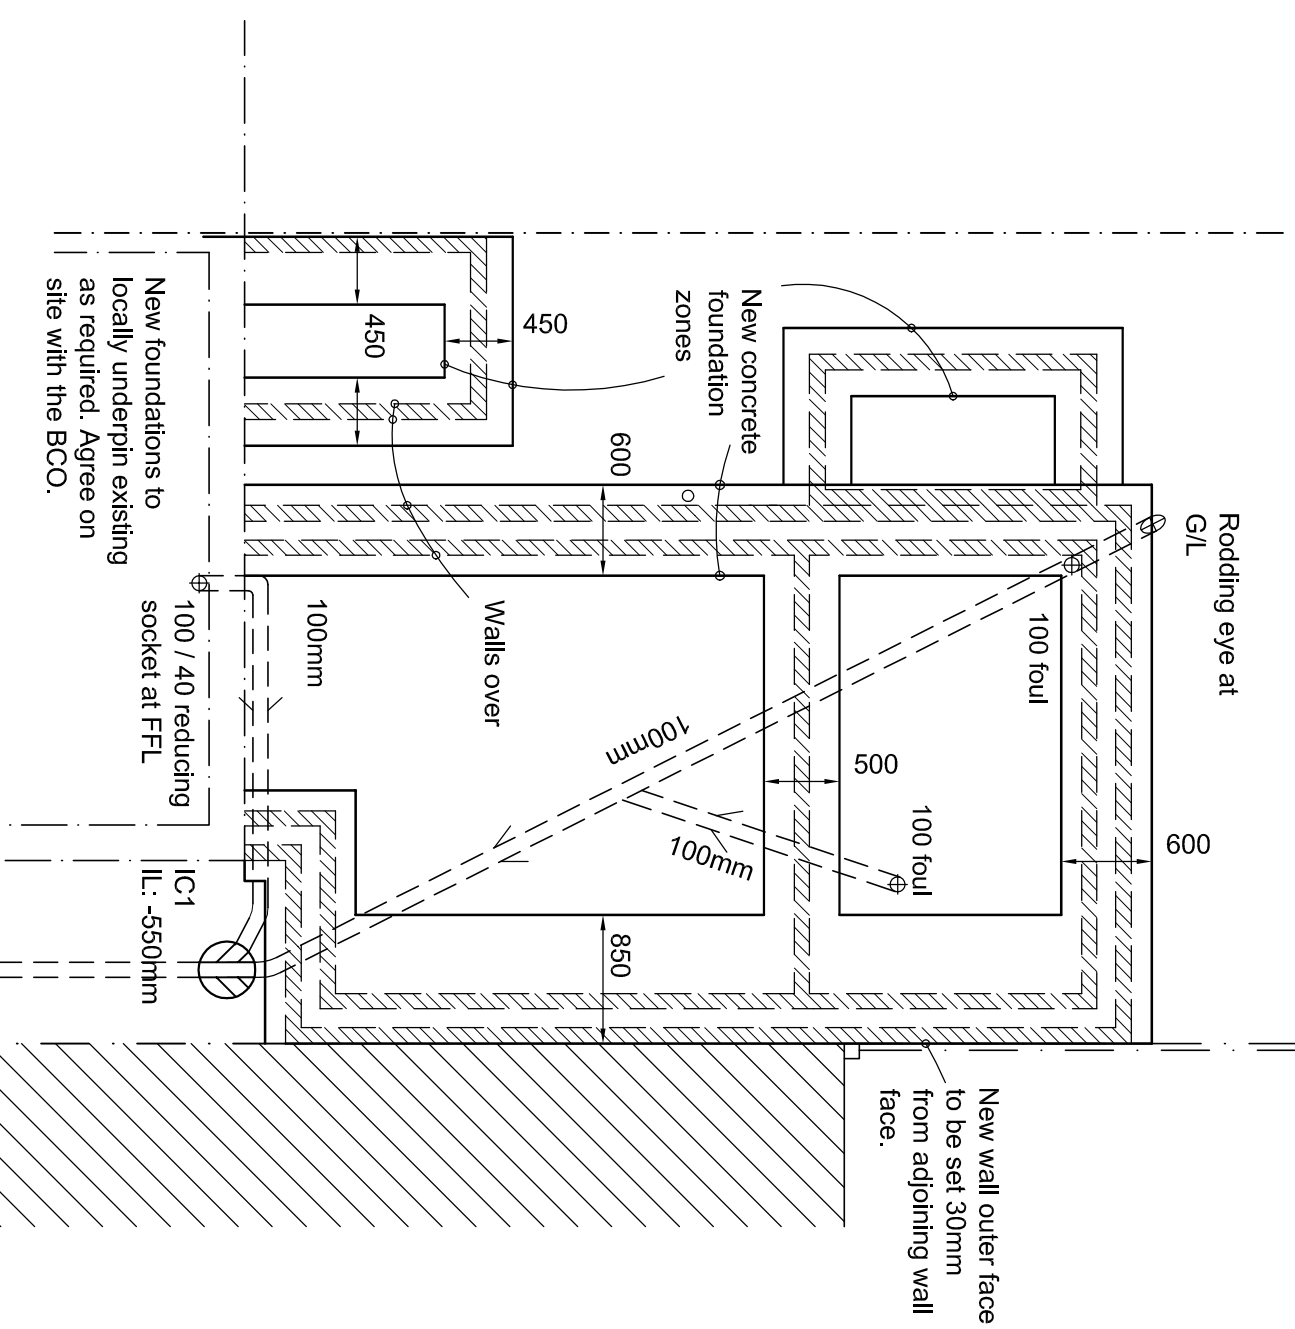 Rodding eye at
G/L
New concrete
foundation
zones
450
450
600
New foundations to
locally underpin existing
as required. Agree on
site with the BCO.
Walls over
100mm
100 / 40 reducing
socket at FFL
100 foul
100mm
500
100 foul
100mm
600
850
IC1
IL: -550mm
New wall outer face
to be set 30mm
from adjoining wall
face.